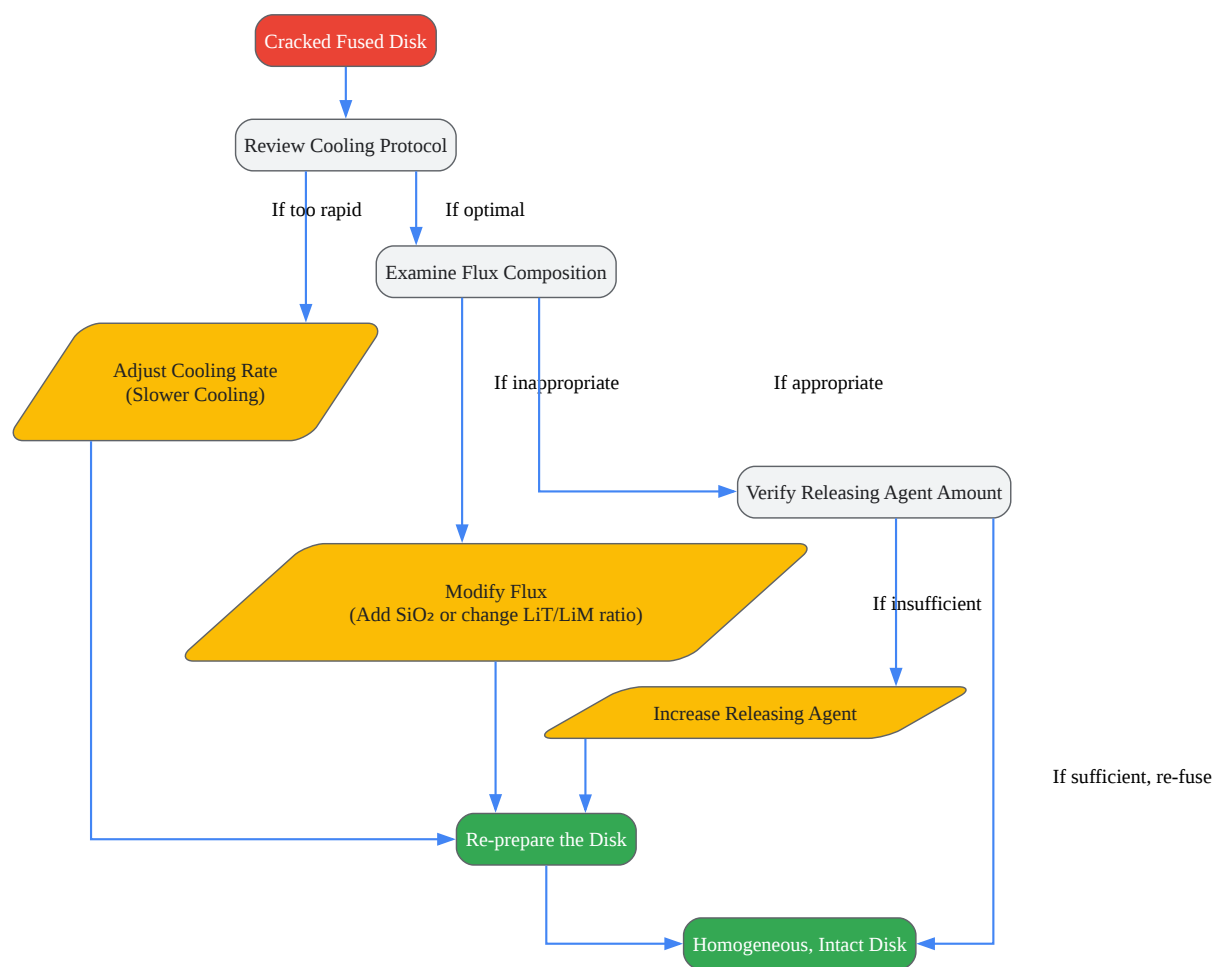 Cracked Fused Disk
Review Cooling Protocol
If too rapid
If optimal
Examine Flux Composition
Adjust Cooling Rate
(Slower Cooling)
If inappropriate
If appropriate
Verify Releasing Agent Amount
Modify Flux
(Add SiO₂ or change LiT/LiM ratio)
If insufficient
Increase Releasing Agent
If sufficient, re-fuse
Re-prepare the Disk
Homogeneous, Intact Disk